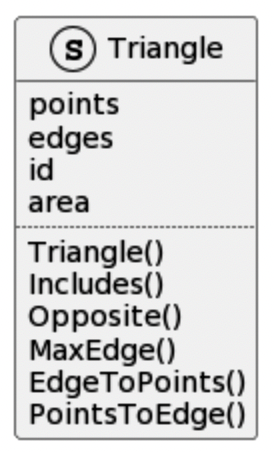 S Triangle
points
edges
id
area
Triangle()
Includes()
Opposite()
MaxEdge()
EdgeToPoints()
PointsToEdge()